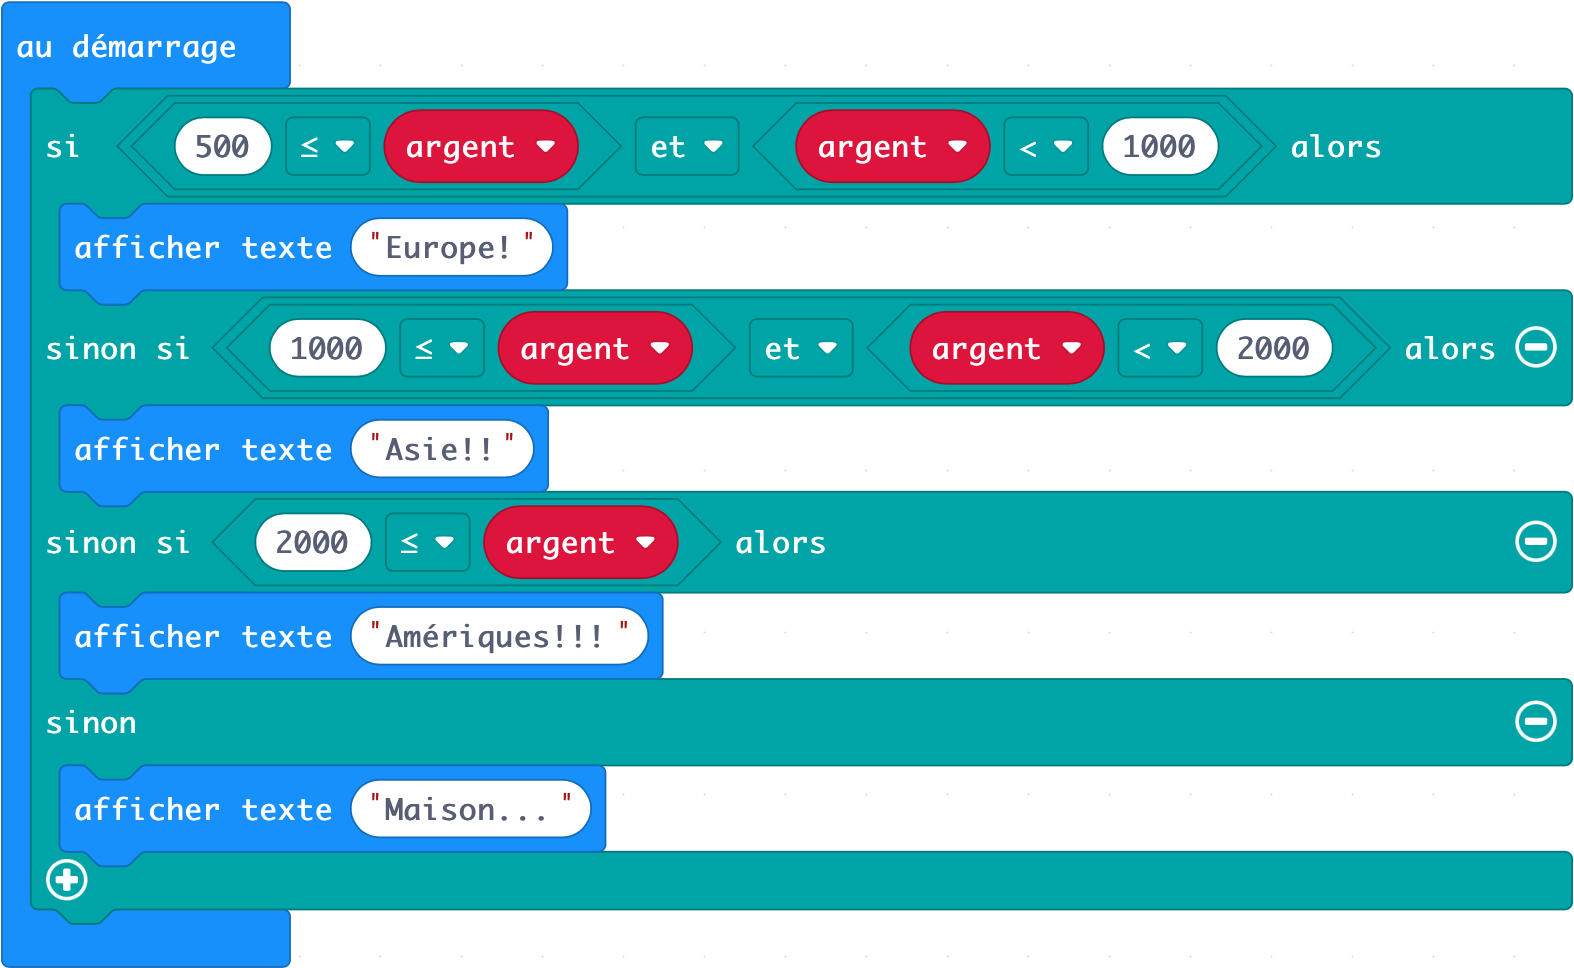 au démarrage
si 500 ≤ argent et argent < 1000 alors
afficher texte "Europe! "
sinon si 1000 ≤ argent et argent < 2000 alors
afficher texte "Asie!! "
sinon si 2000 ≤ argent alors
afficher texte "Amériques!!! "
sinon
afficher texte "Maison... "